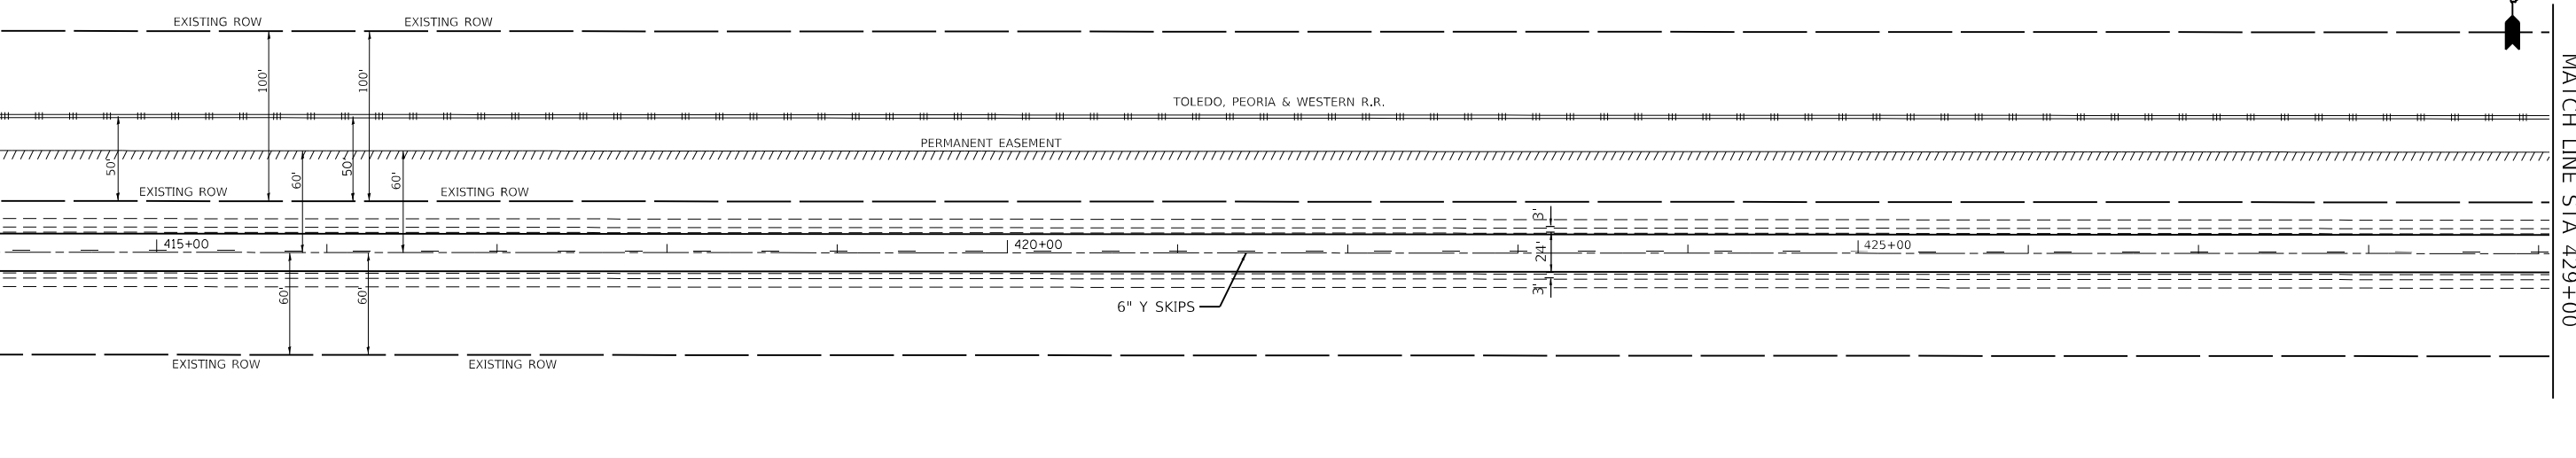 EXISTING ROW
EXISTING ROW
100'
100'
TOLEDO, PEORIA & WESTERN R.R.
PERMANENT EASEMENT
50'
60'
50'
60'
EXISTING ROW
EXISTING ROW
3'
415+00
420+00
24'
425+00
60'
60'
3'
6" Y SKIPS
EXISTING ROW
EXISTING ROW
MATCH LINE STA 429+00